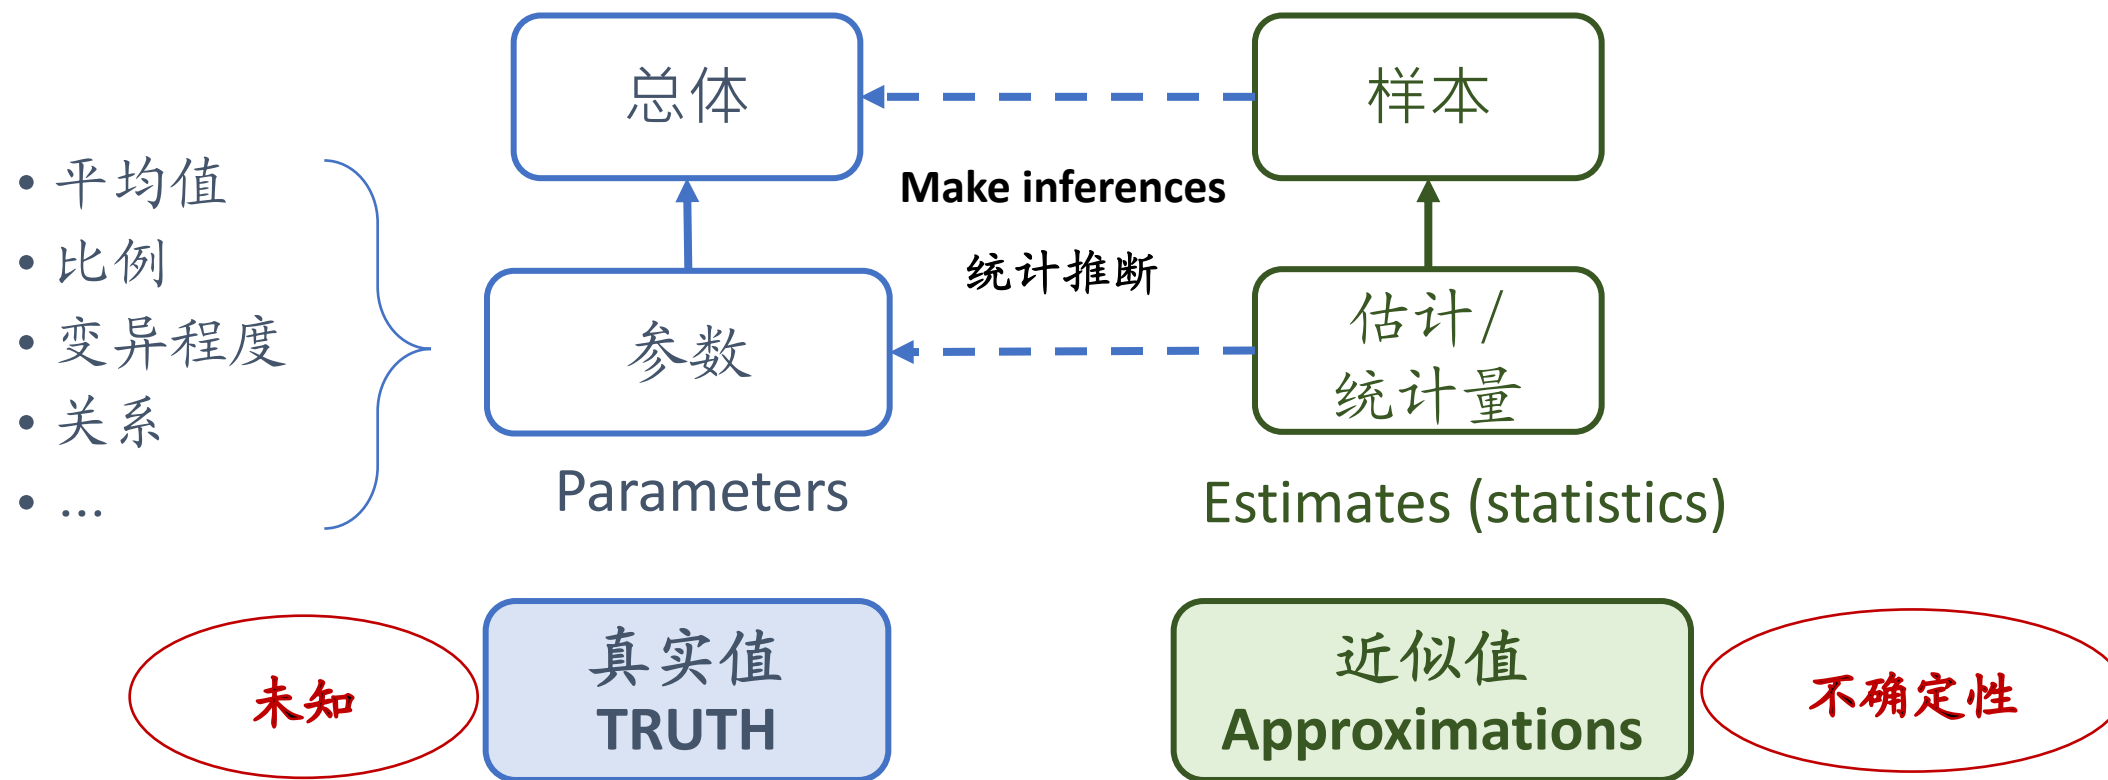 总体
样本
• 平均值
• 比例
• 变异程度
• 关系
• ...
Make inferences
统计推断
参数
估计/
统计量
Parameters
Estimates (statistics)
未知
真实值
TRUTH
近似值
Approximations
不确定性